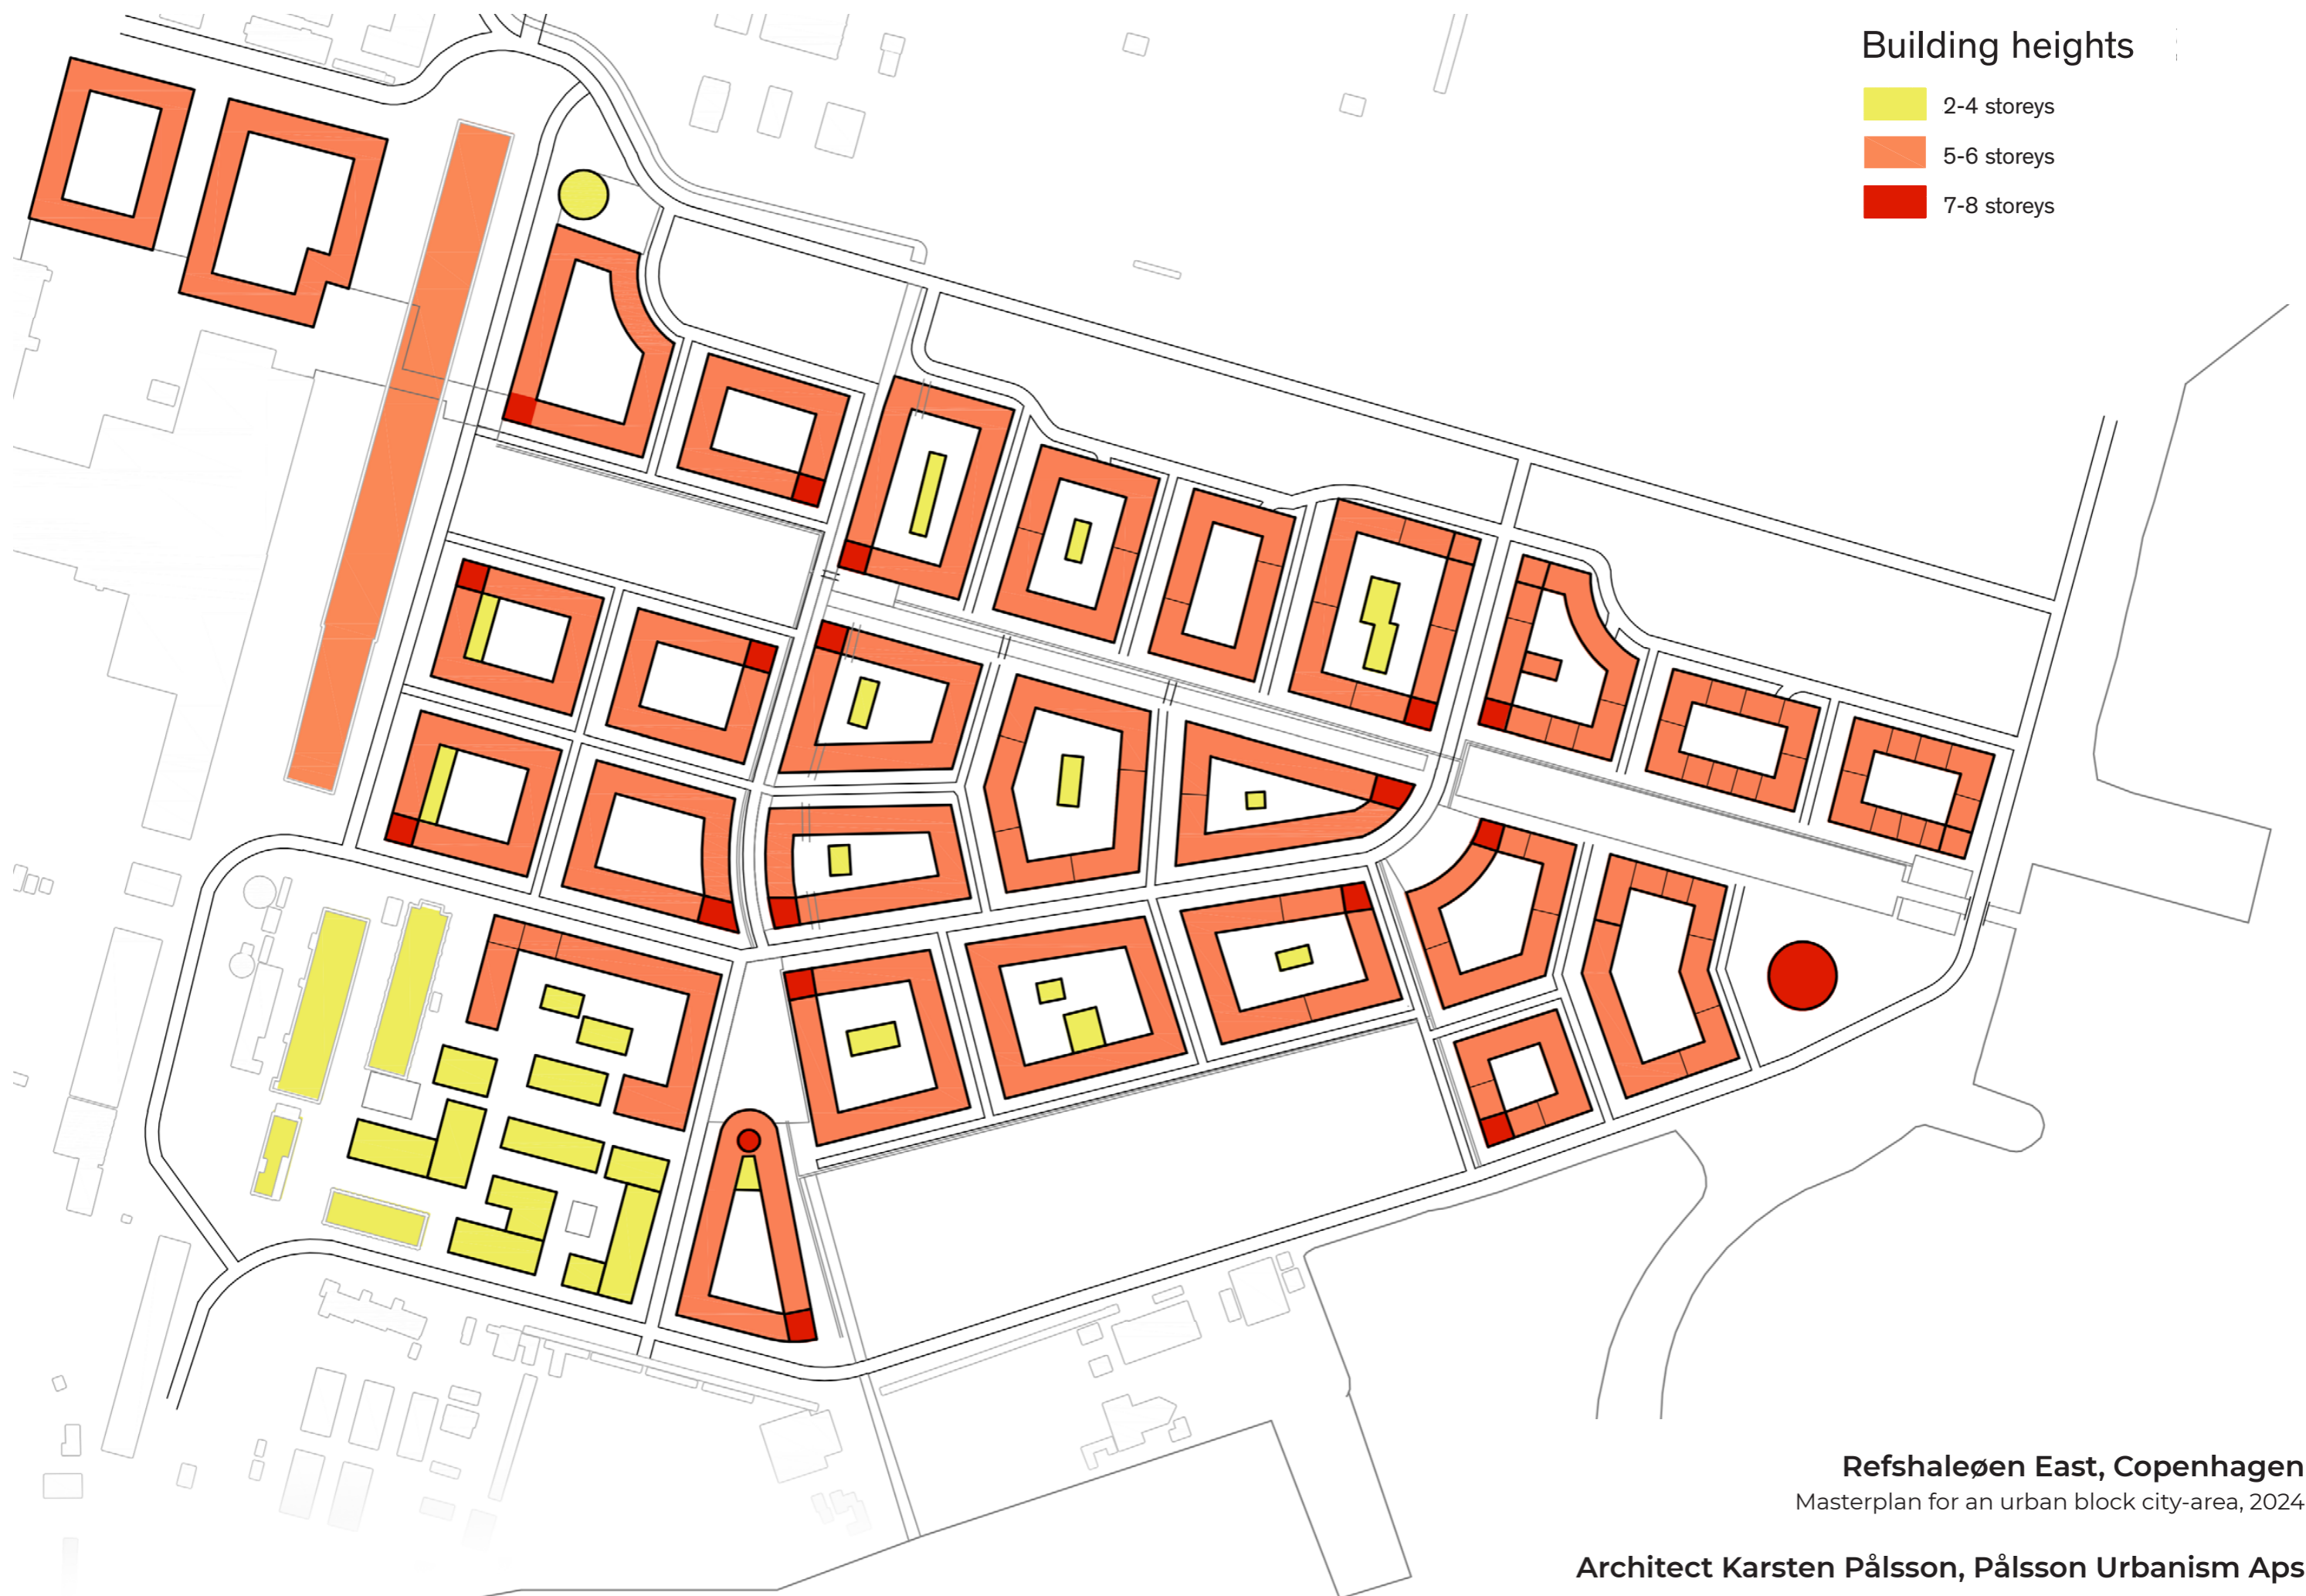 Building heights
2-4 storeys
5-6 storeys
7-8 storeys
Refshaleøen East, Copenhagen
Masterplan for an urban block city-area, 2024
Architect Karsten Pålsson, Pålsson Urbanism Aps